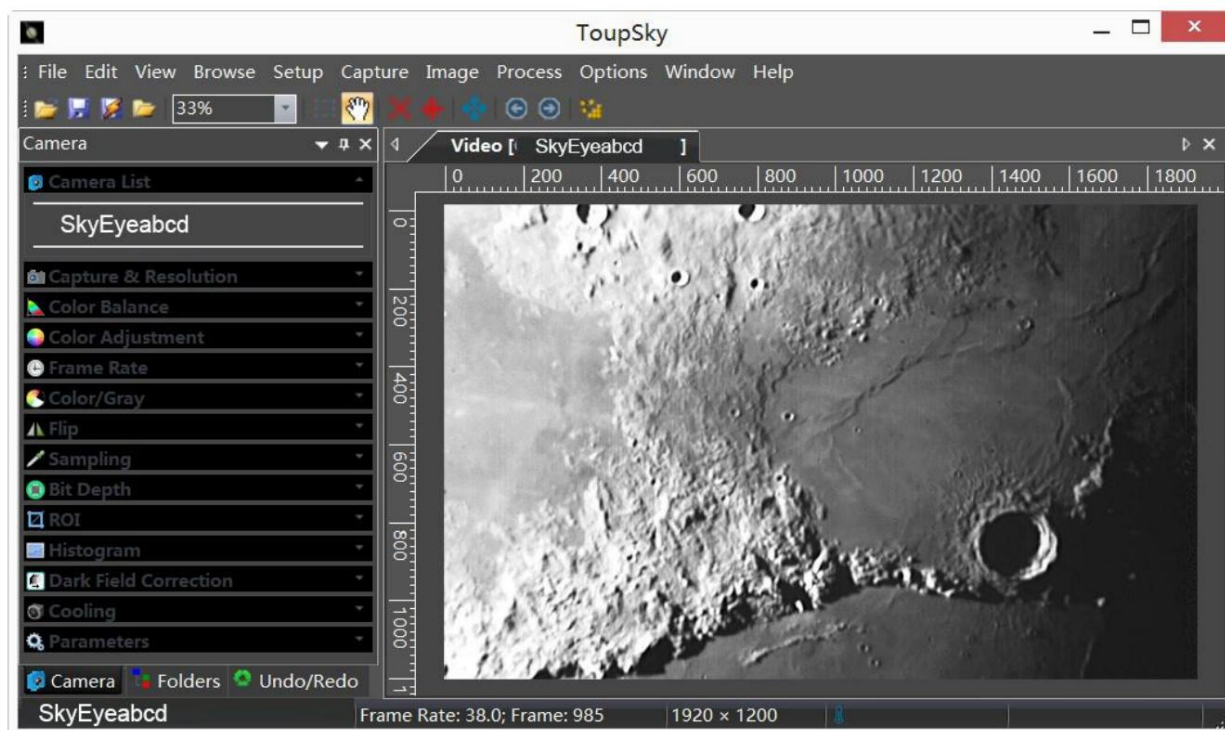 ToupSky
File Edit View Browse Setup Capture Image Process Options Window Help
33%
Camera
Camera List
SkyEyeabcd
Capture & Resolution
Color Balance
Color Adjustment
Frame Rate
Color/Gray
Flip
Sampling
Bit Depth
ROI
Histogram
Dark Field Correction
Cooling
Parameters
Camera Folders Undo/Redo
Video [ SkyEyeabcd ]
0 200 400 600 800 1000 1200 1400 1600 1800
0
200
400
600
800
1000
SkyEyeabcd Frame Rate: 38.0; Frame: 985 1920 × 1200